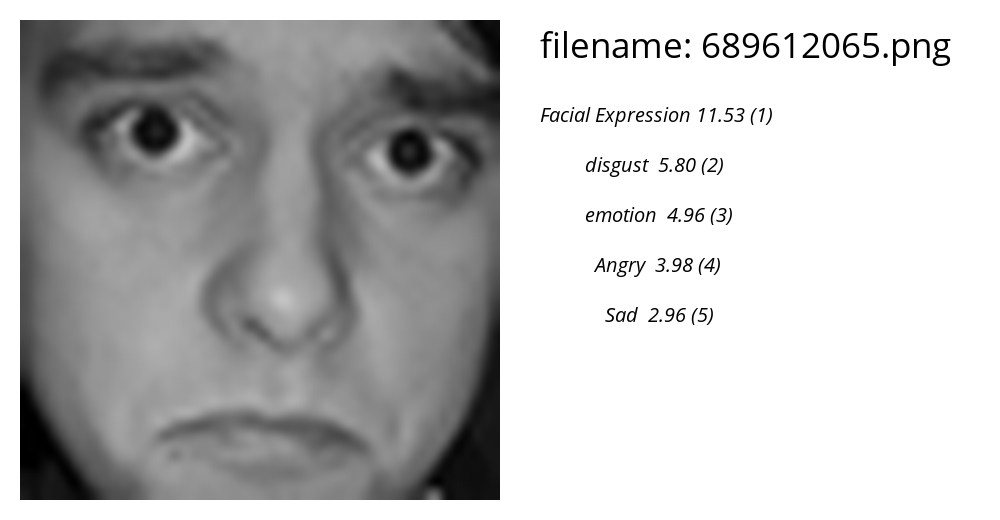 filename: 689612065.png
Facial Expression 11.53 (1)
disgust 5.80 (2)
emotion 4.96 (3)
Angry 3.98 (4)
Sad 2.96 (5)